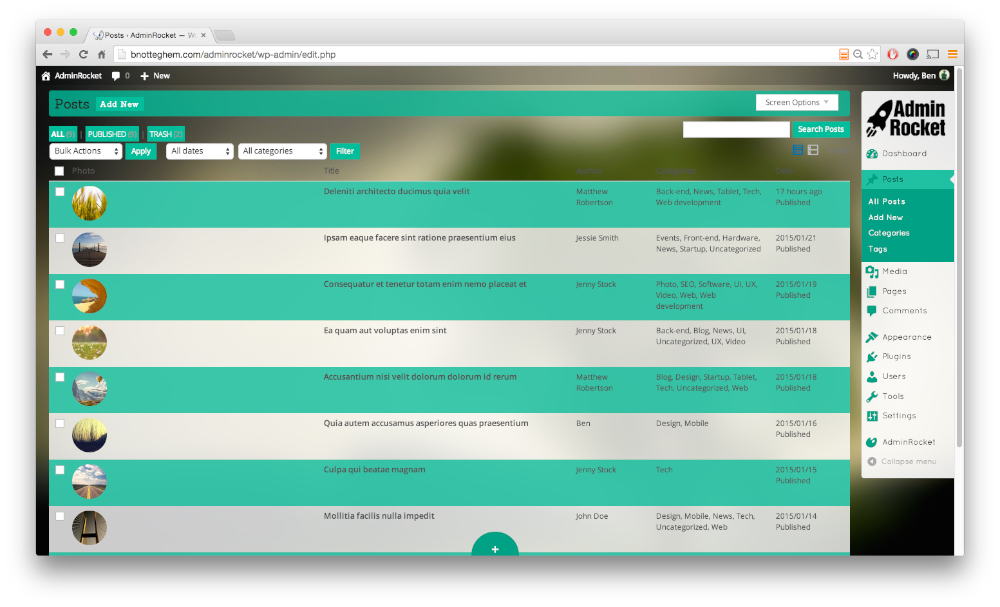 Posts ‹ AdminRocket — W
bnotteghem.com/adminrocket/wp-admin/edit.php
AdminRocket 0 + New Howdy, Ben
Posts Add New Screen Options
ALL (9) | PUBLISHED (9) | TRASH (2) Search Posts
Bulk Actions Apply All dates All categories Filter
Photo Title
Deleniti architecto ducimus quia velit Matthew Back-end, News, Tablet, Tech, 17 hours ago
Robertson Web development Published
Ipsam eaque facere sint ratione praesentium eius Jessie Smith Events, Front-end, Hardware, 2015/01/21
News, Startup, Uncategorized Published
Consequatur et tenetur totam enim nemo placeat et Jenny Stock Photo, SEO, Software, UI, UX, 2015/01/19
Video, Web, Web Published
development
Ea quam aut voluptas enim sint Jenny Stock Back-end, Blog, News, UI, 2015/01/18
Uncategorized, UX, Video Published
Accusantium nisi velit dolorum dolorum id rerum Matthew Blog, Design, Startup, Tablet, 2015/01/18
Robertson Tech, Uncategorized, Web Published
Quia autem accusamus asperiores quas praesentium Ben Design, Mobile 2015/01/16
Published
Culpa qui beatae magnam Jenny Stock Tech 2015/01/15
Published
Mollitia facilis nulla impedit John Doe Design, Mobile, News, Tech, 2015/01/14
Uncategorized, Web Published
+
Admin
Rocket
Dashboard
Posts
All Posts
Add New
Categories
Tags
Media
Pages
Comments
Appearance
Plugins
Users
Tools
Settings
AdminRocket
Collapse menu